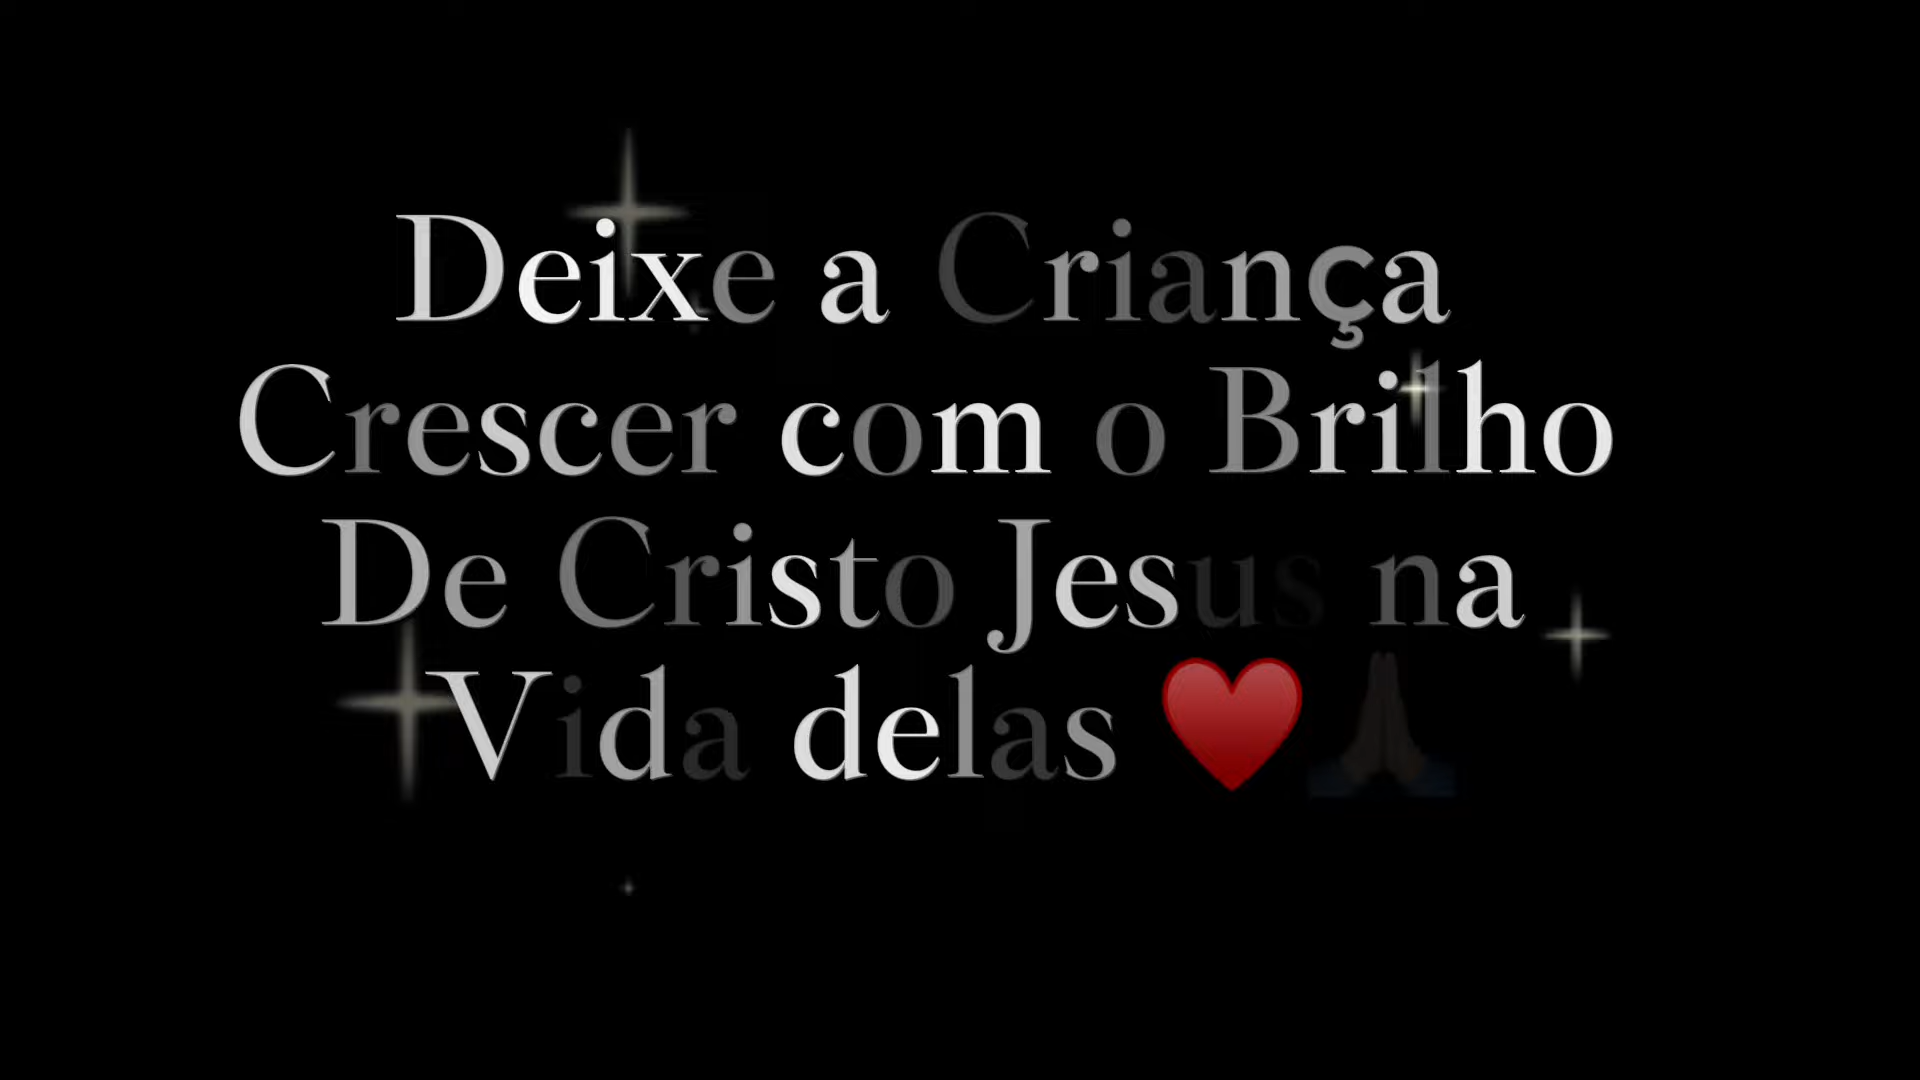 Deixe a Criança
Crescer com o Brilho
De Cristo Jesus na
Vida delas ♥️🙏🏿